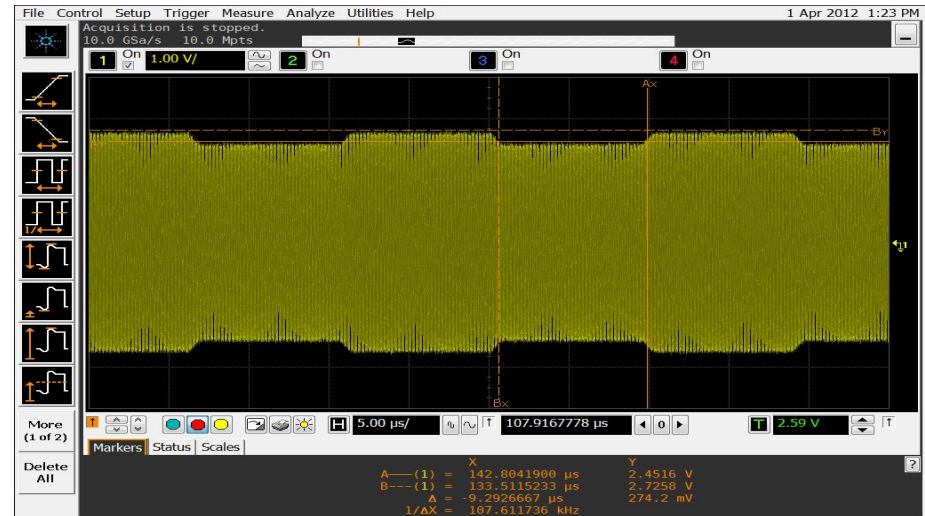 File Control Setup Trigger Measure Analyze Utilities Help 1 Apr 2012 1:23 PM
Acquisition is stopped.
10.0 GSa/s 10.0 Mpts
1 On 1.00 V/ 2 On 3 On 4 On
Ax
By
1
Bx
More
(1 of 2)
Delete
All
H 5.00 µs/ 107.9167778 µs 0 T 2.59 V
Markers Status Scales
X Y
A———(1) = 142.8041900 µs 2.4516 V
B---(1) = 133.5115233 µs 2.7258 V
Δ = -9.2926667 µs 274.2 mV
1/ΔX = 107.611736 kHz
?